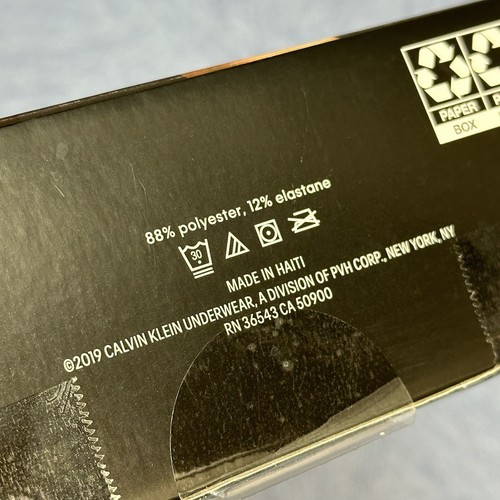 PAPER
BOX
88% polyester, 12% elastane
30
MADE IN HAITI
©2019 CALVIN KLEIN UNDERWEAR, A DIVISION OF PVH CORP., NEW YORK, NY
RN 36543 CA 50900